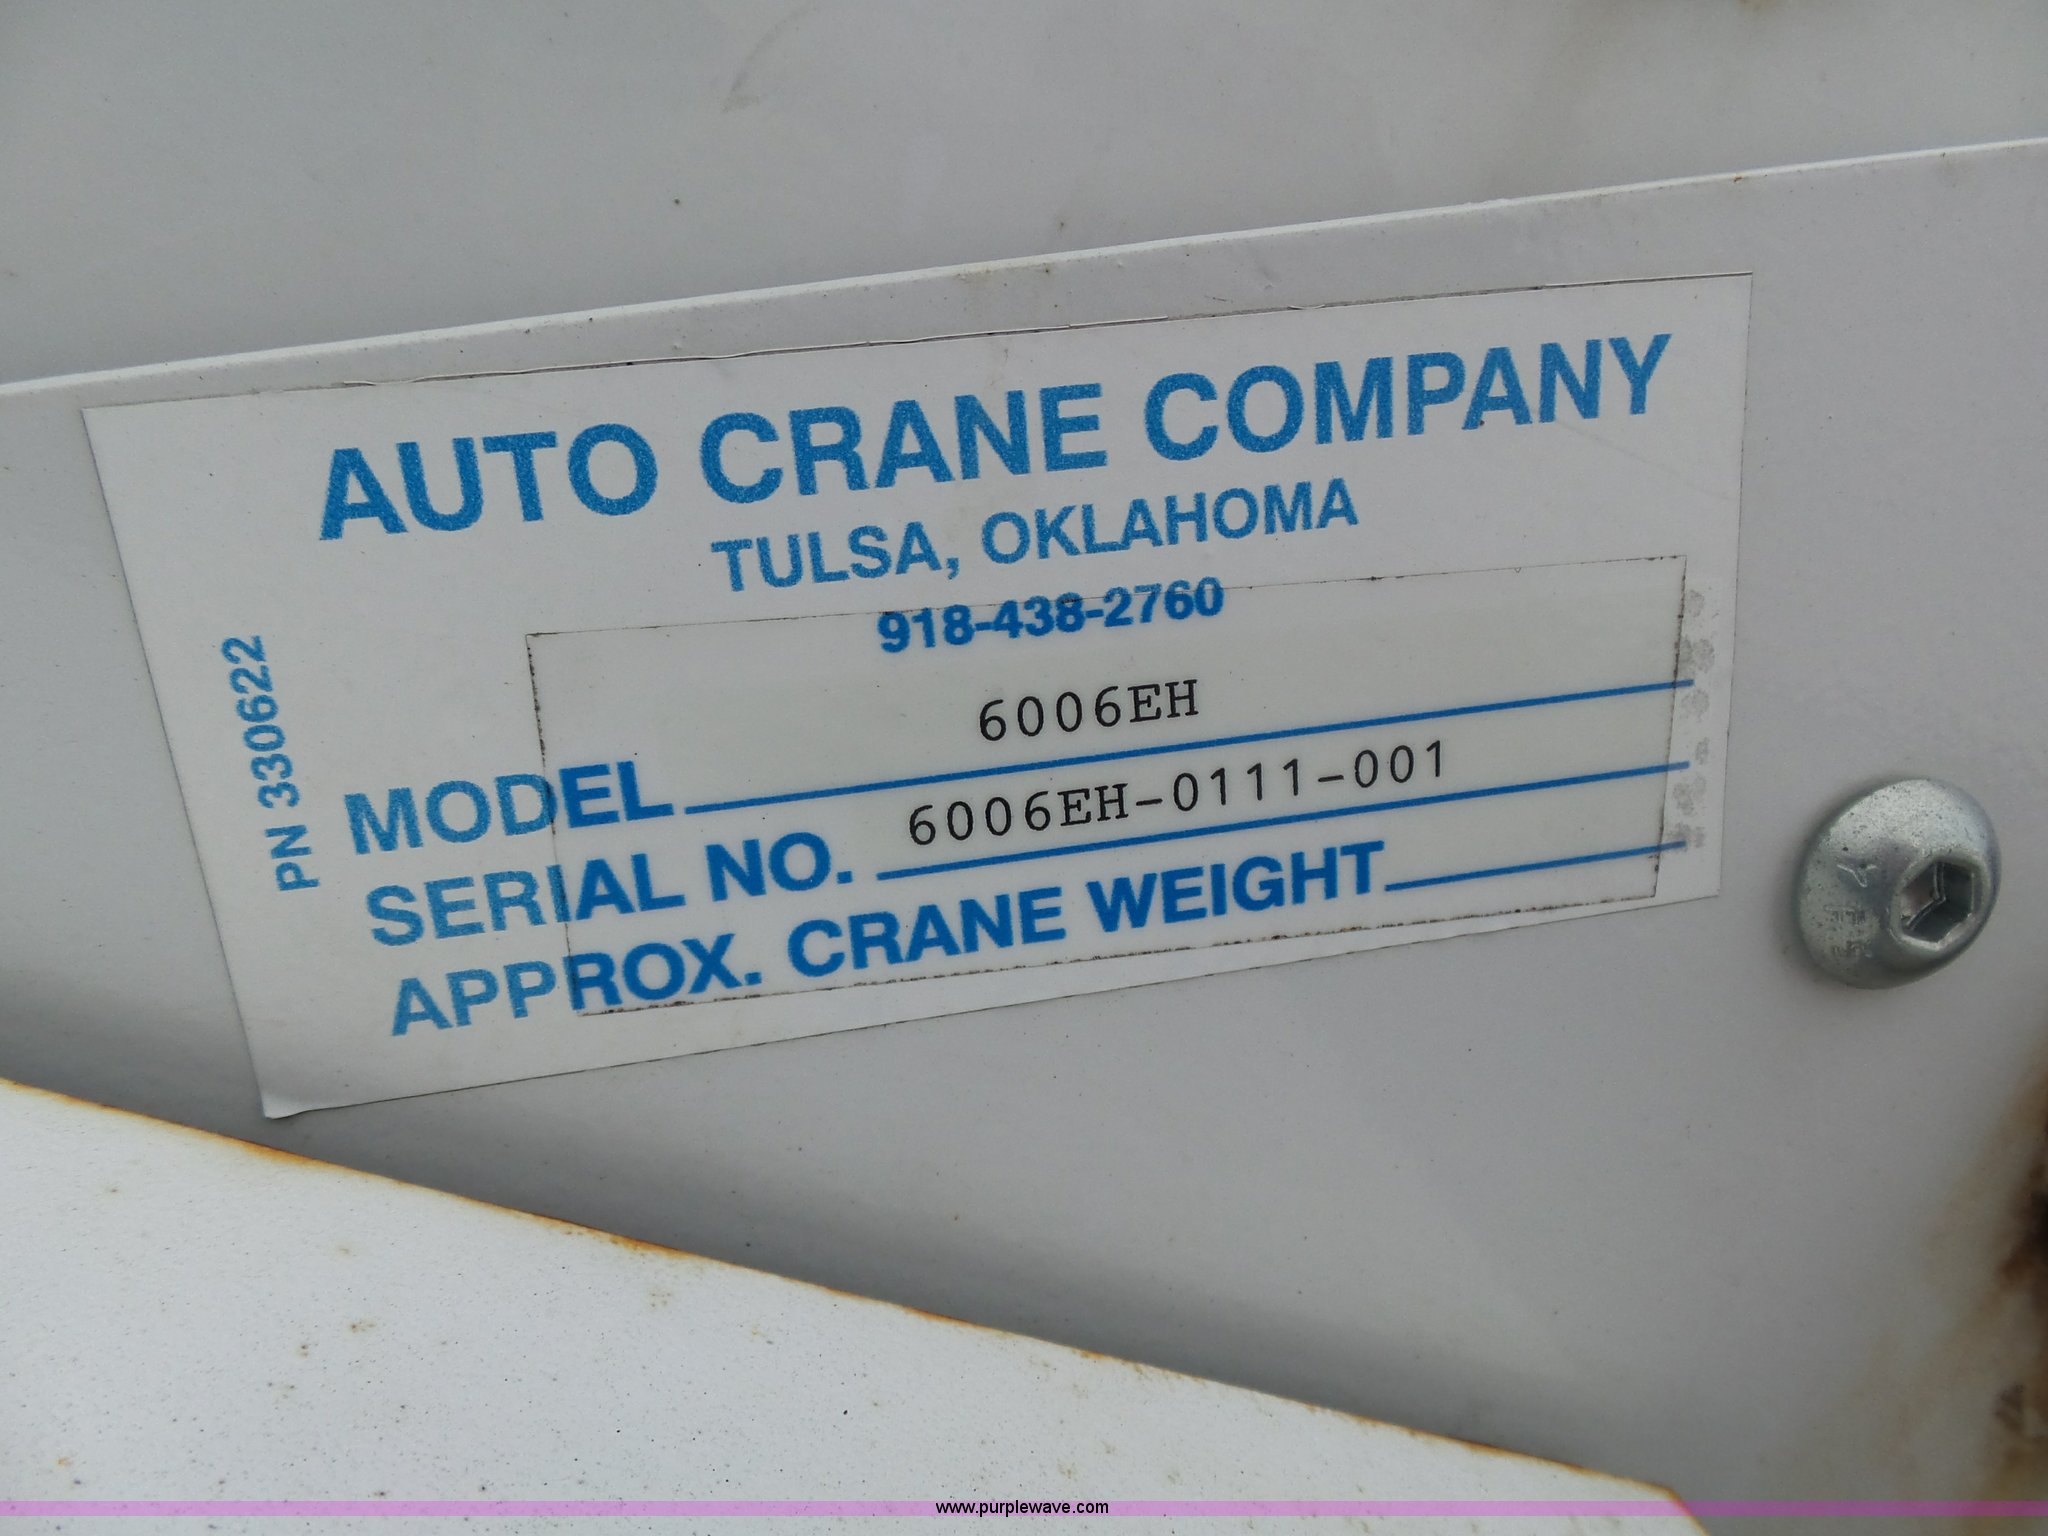 AUTO CRANE COMPANY
TULSA, OKLAHOMA
918-438-2760
PN 330622
MODEL 6006EH
SERIAL NO. 6006EH-0111-001
APPROX. CRANE WEIGHT
www.purplewave.com